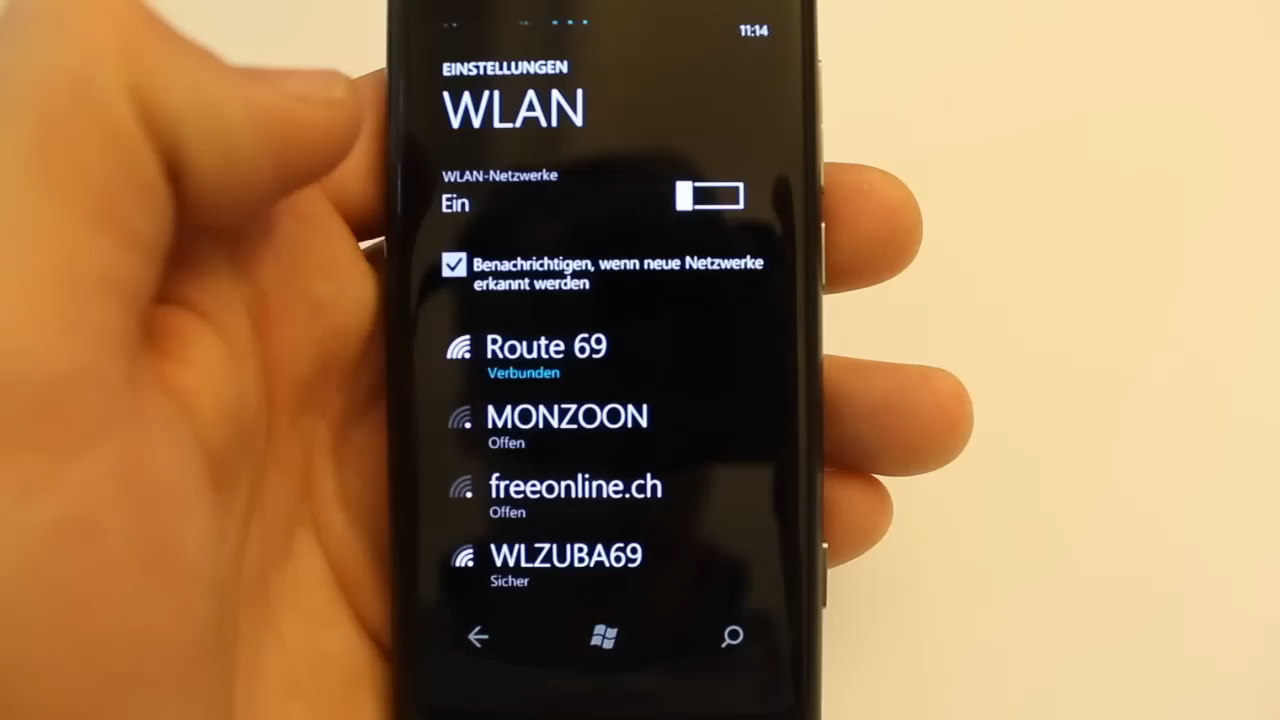 11:14
EINSTELLUNGEN
WLAN
WLAN-Netzwerke
Ein
Benachrichtigen, wenn neue Netzwerke
erkannt werden
Route 69
Verbunden
MONZOON
Offen
freeonline.ch
Offen
WLZUBA69
Sicher